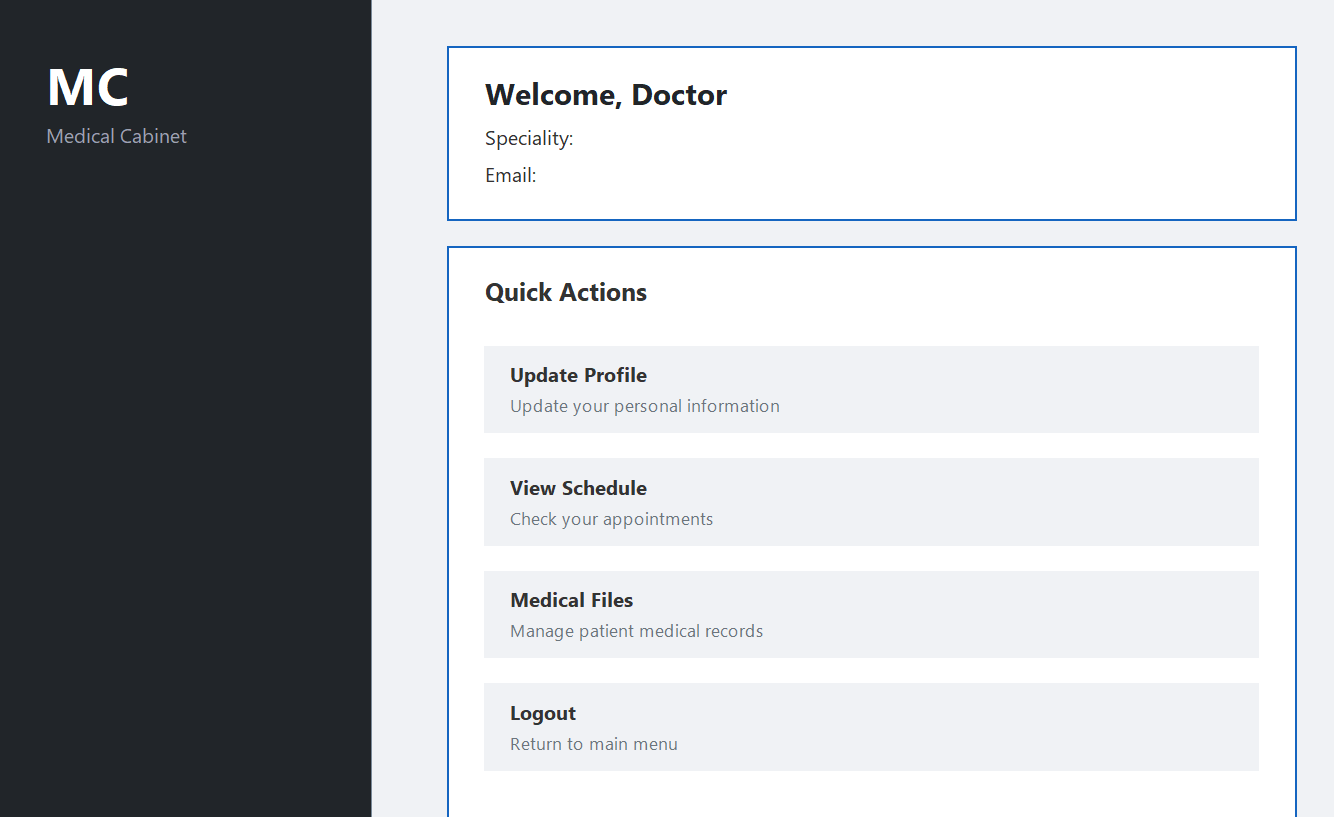 MC
Medical Cabinet
Welcome, Doctor
Speciality:
Email:
Quick Actions
Update Profile
Update your personal information
View Schedule
Check your appointments
Medical Files
Manage patient medical records
Logout
Return to main menu